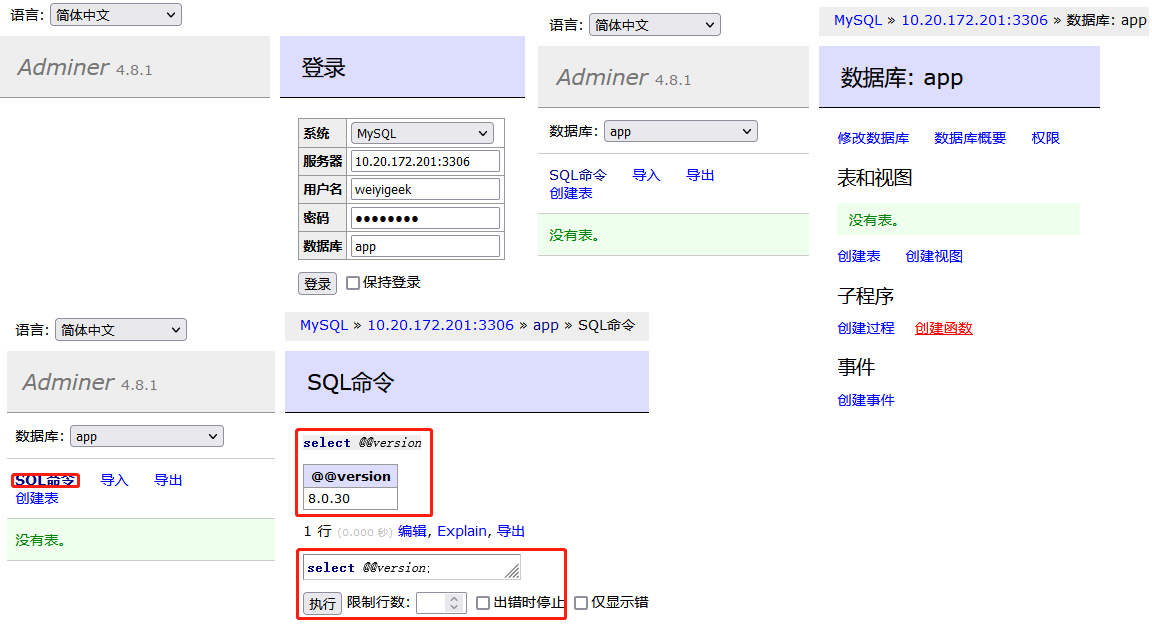 语言: 简体中文
Adminer 4.8.1
登录
系统 MySQL
服务器 10.20.172.201:3306
用户名 weiyigeek
密码 ●●●●●●●●
数据库 app
登录 保持登录
语言: 简体中文
Adminer 4.8.1
数据库: app
SQL命令 导入 导出
创建表
没有表。
MySQL » 10.20.172.201:3306 » 数据库: app
数据库: app
修改数据库 数据库概要 权限
表和视图
没有表。
创建表 创建视图
子程序
创建过程 创建函数
事件
创建事件
语言: 简体中文
Adminer 4.8.1
数据库: app
SQL命令 导入 导出
创建表
没有表。
MySQL » 10.20.172.201:3306 » app » SQL命令
SQL命令
select @@version
@@version
8.0.30
1 行 (0.000 秒) 编辑, Explain, 导出
select @@version;
执行 限制行数: 出错时停止 仅显示错